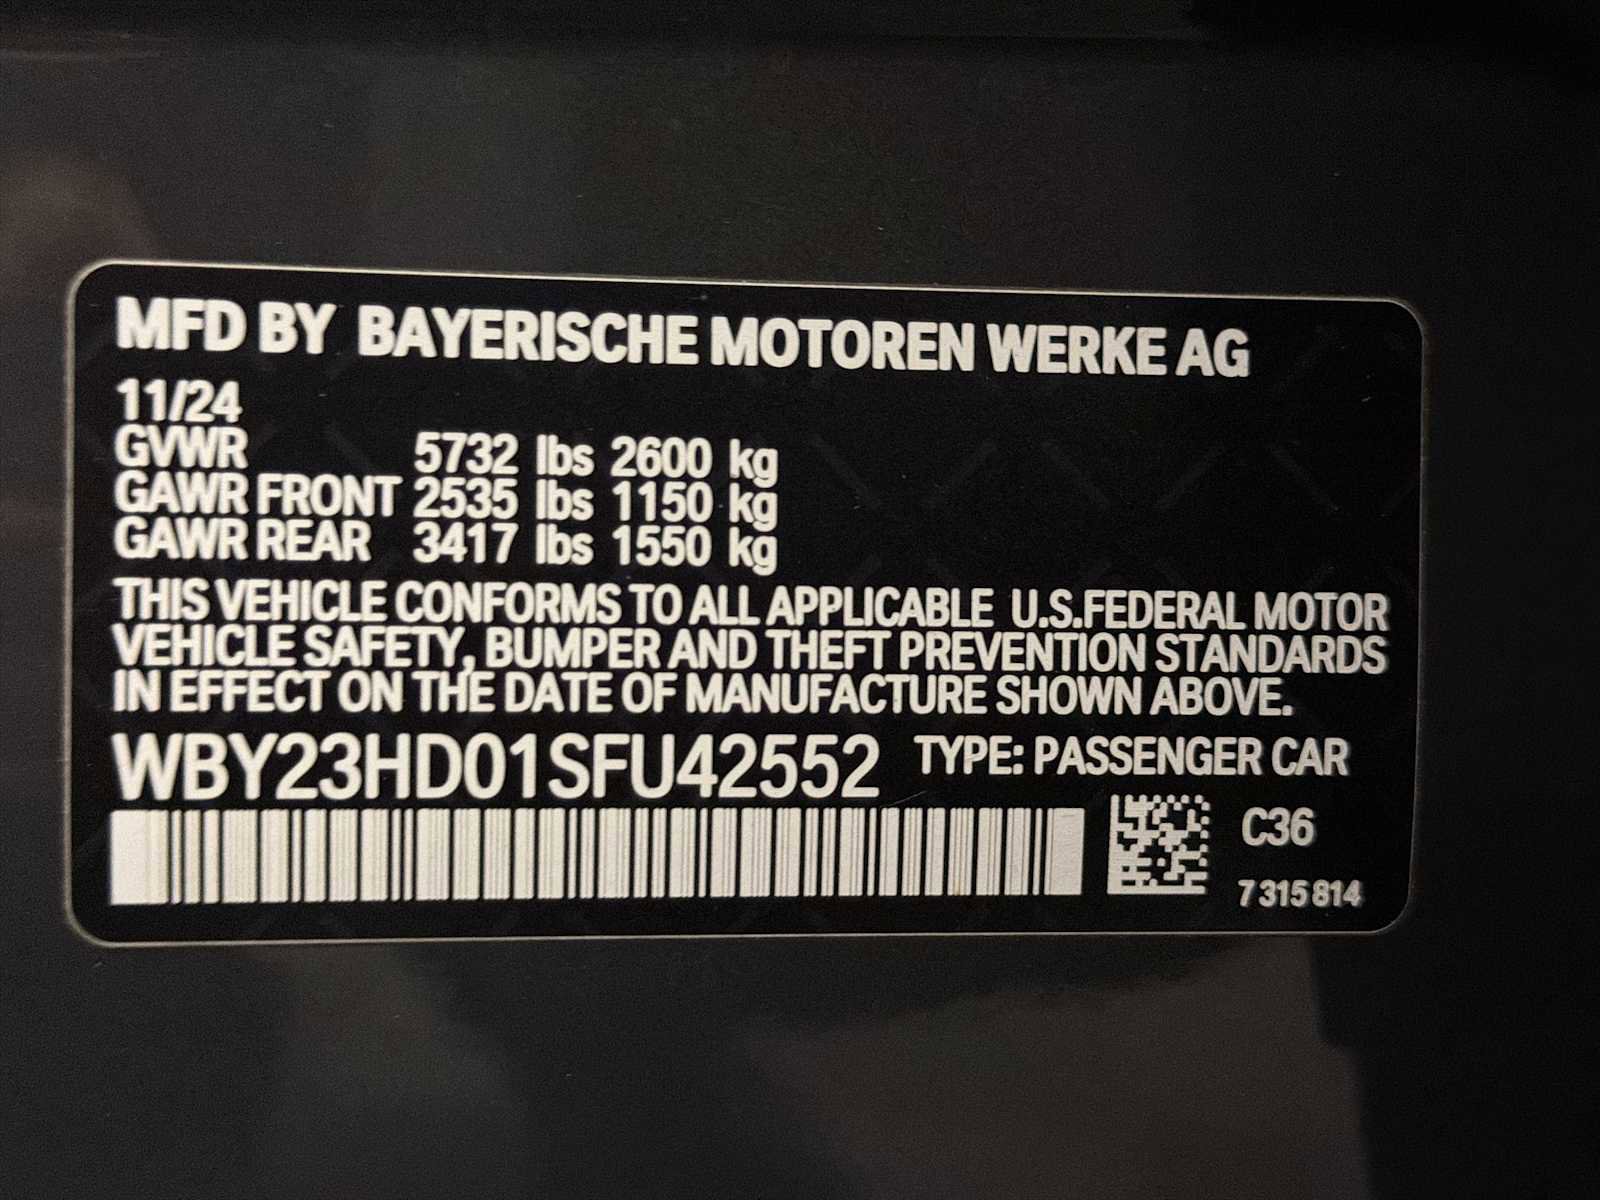 MFD BY BAYERISCHE MOTOREN WERKE AG
11/24
GVWR 5732 lbs 2600 kg
GAWR FRONT 2535 lbs 1150 kg
GAWR REAR 3417 lbs 1550 kg
THIS VEHICLE CONFORMS TO ALL APPLICABLE U.S.FEDERAL MOTOR
VEHICLE SAFETY, BUMPER AND THEFT PREVENTION STANDARDS
IN EFFECT ON THE DATE OF MANUFACTURE SHOWN ABOVE.
WBY23HD01SFU42552 TYPE: PASSENGER CAR
C36
7 315 814